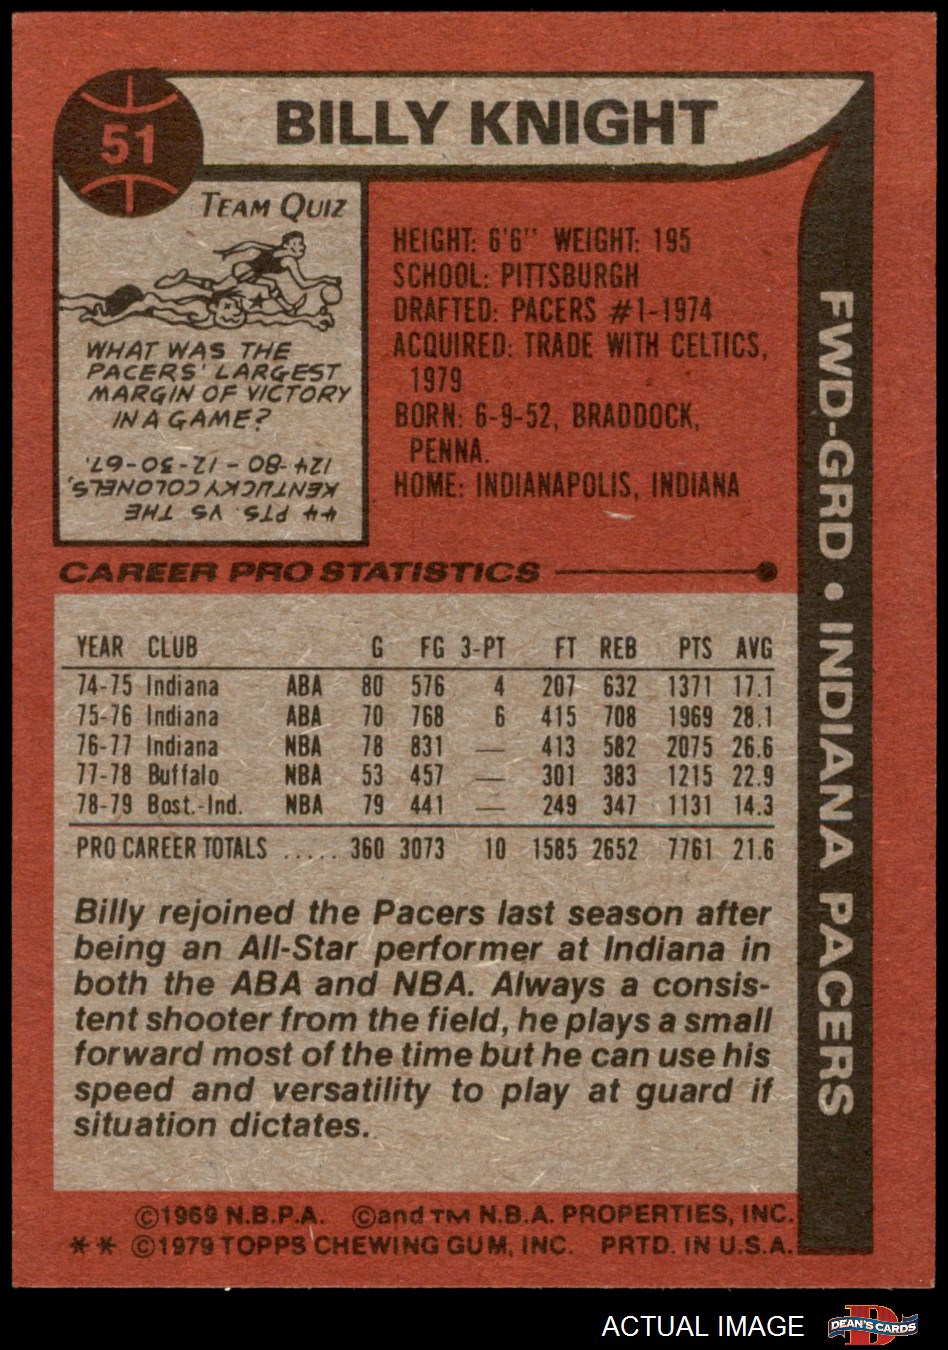 51
BILLY KNIGHT
TEAM QUIZ
WHAT WAS THE
PACERS' LARGEST
MARGIN OF VICTORY
IN A GAME?
44 PTS. VS THE
KENTUCKY COLONELS,
124-80 - 12-30-67.
HEIGHT: 6'6" WEIGHT: 195
SCHOOL: PITTSBURGH
DRAFTED: PACERS #1-1974
ACQUIRED: TRADE WITH CELTICS,
1979
BORN: 6-9-52, BRADDOCK,
PENNA.
HOME: INDIANAPOLIS, INDIANA
FWD-GRD • INDIANA PACERS
CAREER PRO STATISTICS
YEAR CLUB G FG 3-PT FT REB PTS AVG
74-75 Indiana ABA 80 576 4 207 632 1371 17.1
75-76 Indiana ABA 70 768 6 415 708 1969 28.1
76-77 Indiana NBA 78 831 — 413 582 2075 26.6
77-78 Buffalo NBA 53 457 — 301 383 1215 22.9
78-79 Bost.-Ind. NBA 79 441 — 249 347 1131 14.3
PRO CAREER TOTALS ..... 360 3073 10 1585 2652 7761 21.6
Billy rejoined the Pacers last season after
being an All-Star performer at Indiana in
both the ABA and NBA. Always a consis-
tent shooter from the field, he plays a small
forward most of the time but he can use his
speed and versatility to play at guard if
situation dictates.
©1969 N.B.P.A. ©and TM N.B.A. PROPERTIES, INC.
** ©1979 TOPPS CHEWING GUM, INC. PRTD. IN U.S.A.
ACTUAL IMAGE
DEAN'S CARDS